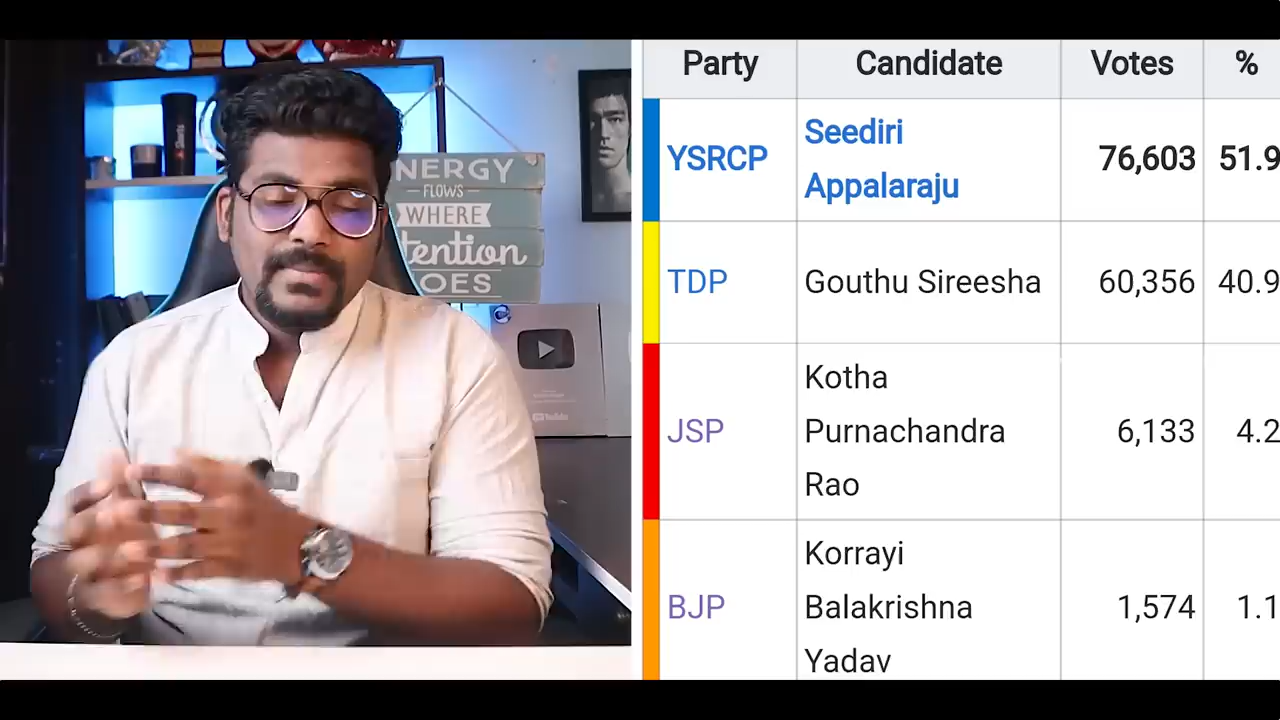 NERGY
FLOWS
WHERE
tention
OES
YouTube
Party Candidate Votes %
YSRCP Seediri Appalaraju 76,603 51.9
TDP Gouthu Sireesha 60,356 40.9
JSP Kotha Purnachandra Rao 6,133 4.2
BJP Korrayi Balakrishna Yadav 1,574 1.1